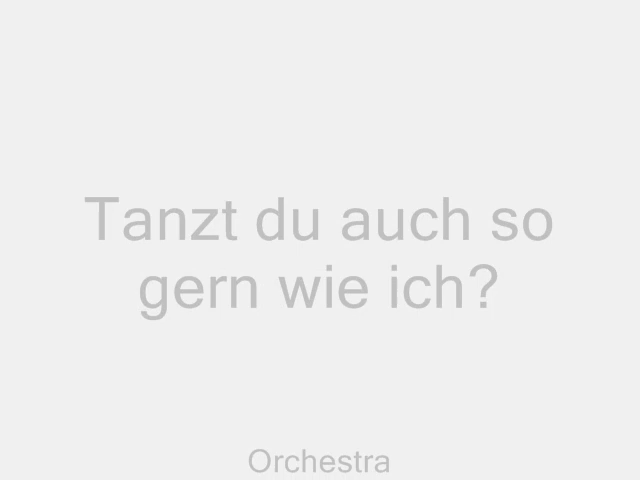 Tanzt du auch so
gern wie ich?
Orchestra